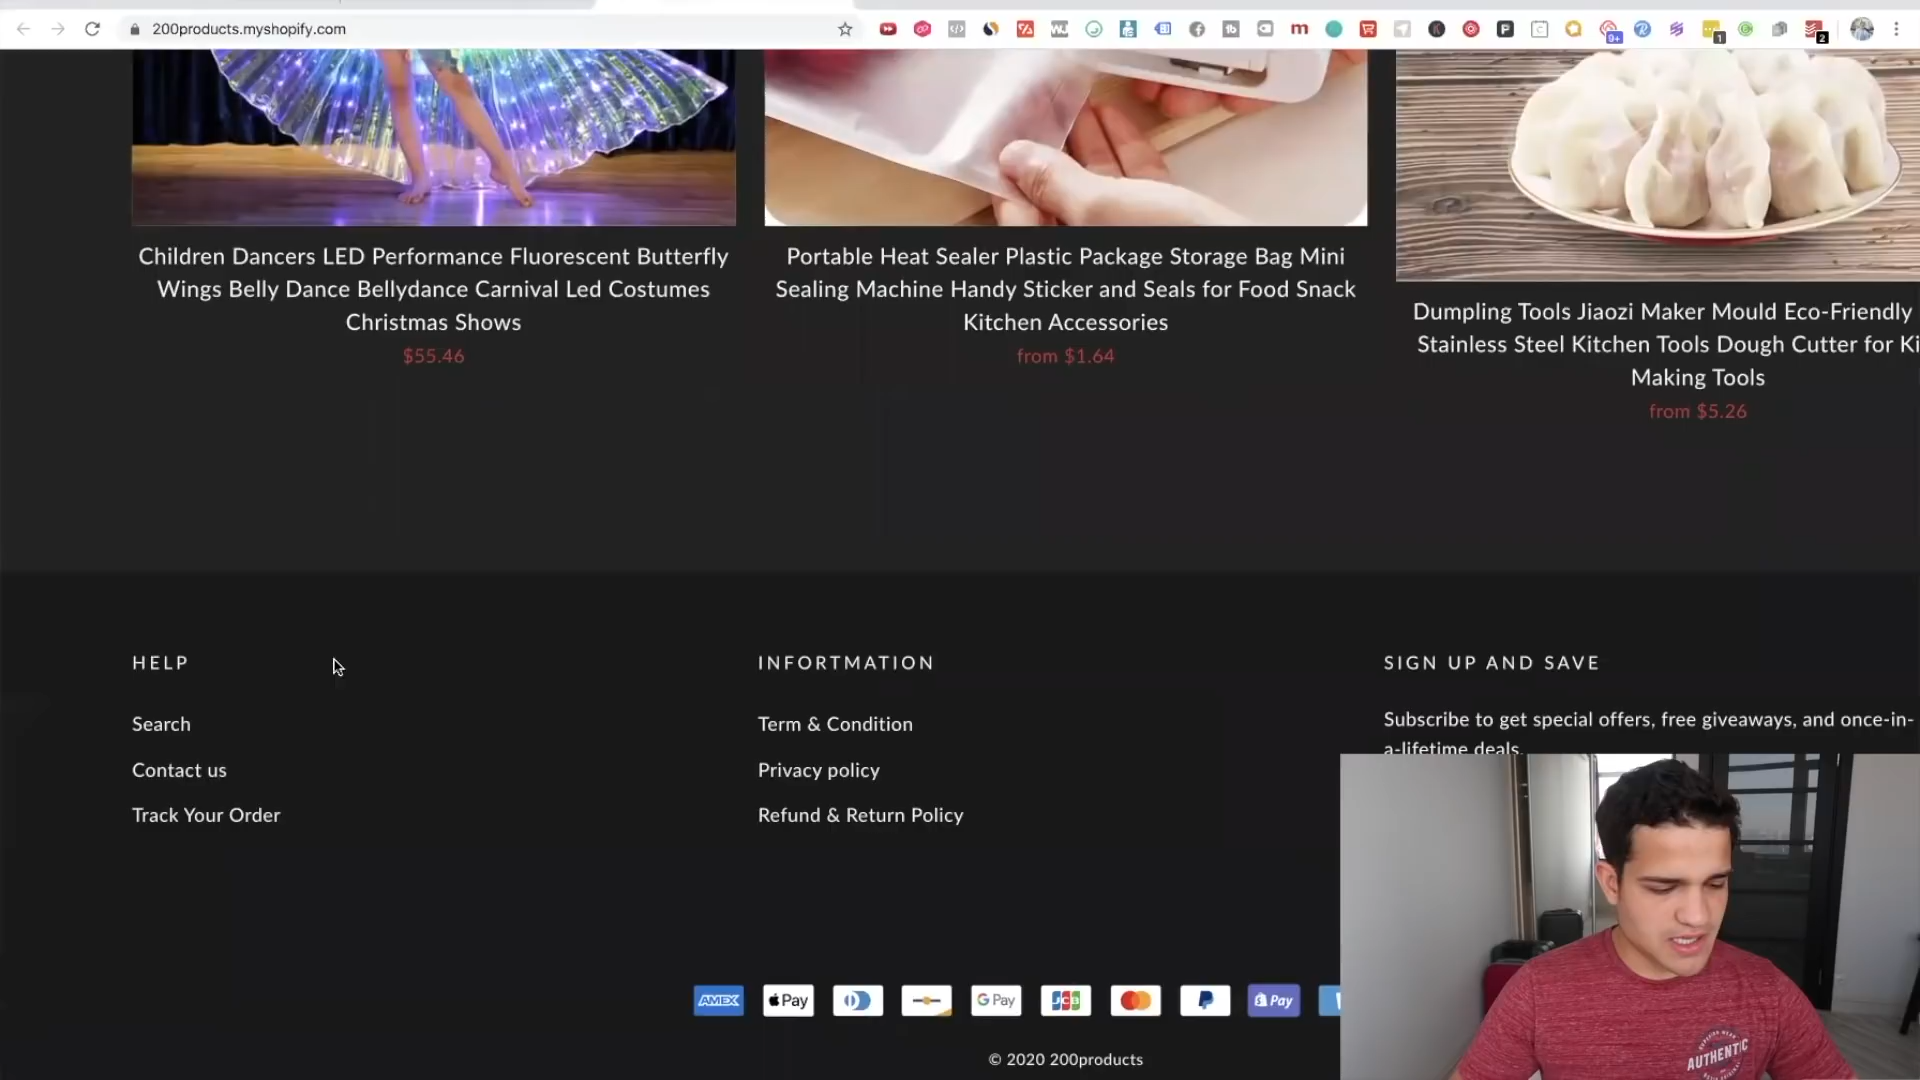 200products.myshopify.com
Children Dancers LED Performance Fluorescent Butterfly
Wings Belly Dance Bellydance Carnival Led Costumes
Christmas Shows
$55.46
Portable Heat Sealer Plastic Package Storage Bag Mini
Sealing Machine Handy Sticker and Seals for Food Snack
Kitchen Accessories
from $1.64
Dumpling Tools Jiaozi Maker Mould Eco-Friendly
Stainless Steel Kitchen Tools Dough Cutter for Ki
Making Tools
from $5.26
HELP
Search
Contact us
Track Your Order
INFORTMATION
Term & Condition
Privacy policy
Refund & Return Policy
SIGN UP AND SAVE
Subscribe to get special offers, free giveaways, and once-in-
a-lifetime deals.
AMEX
Pay
G Pay
JCB
Pay
© 2020 200products
AUTHENTIC